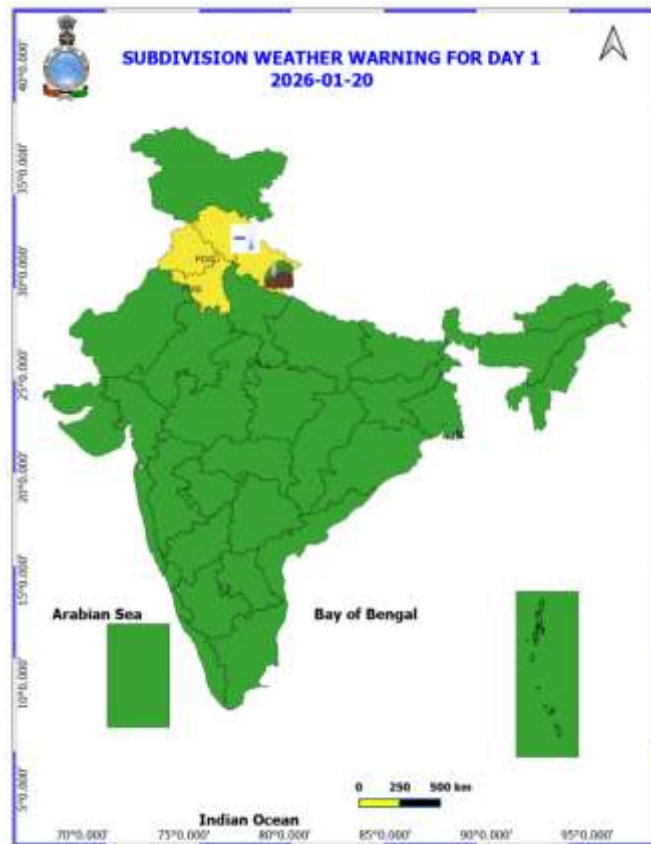 SUBDIVISION WEATHER WARNING FOR DAY 1
2026-01-20
40°0.000'
35°0.000'
30°0.000'
25°0.000'
20°0.000'
15°0.000'
10°0.000'
5°0.000'
Arabian Sea
Bay of Bengal
0 250 500 km
Indian Ocean
70°0.000' 75°0.000' 80°0.000' 85°0.000' 90°0.000' 95°0.000'